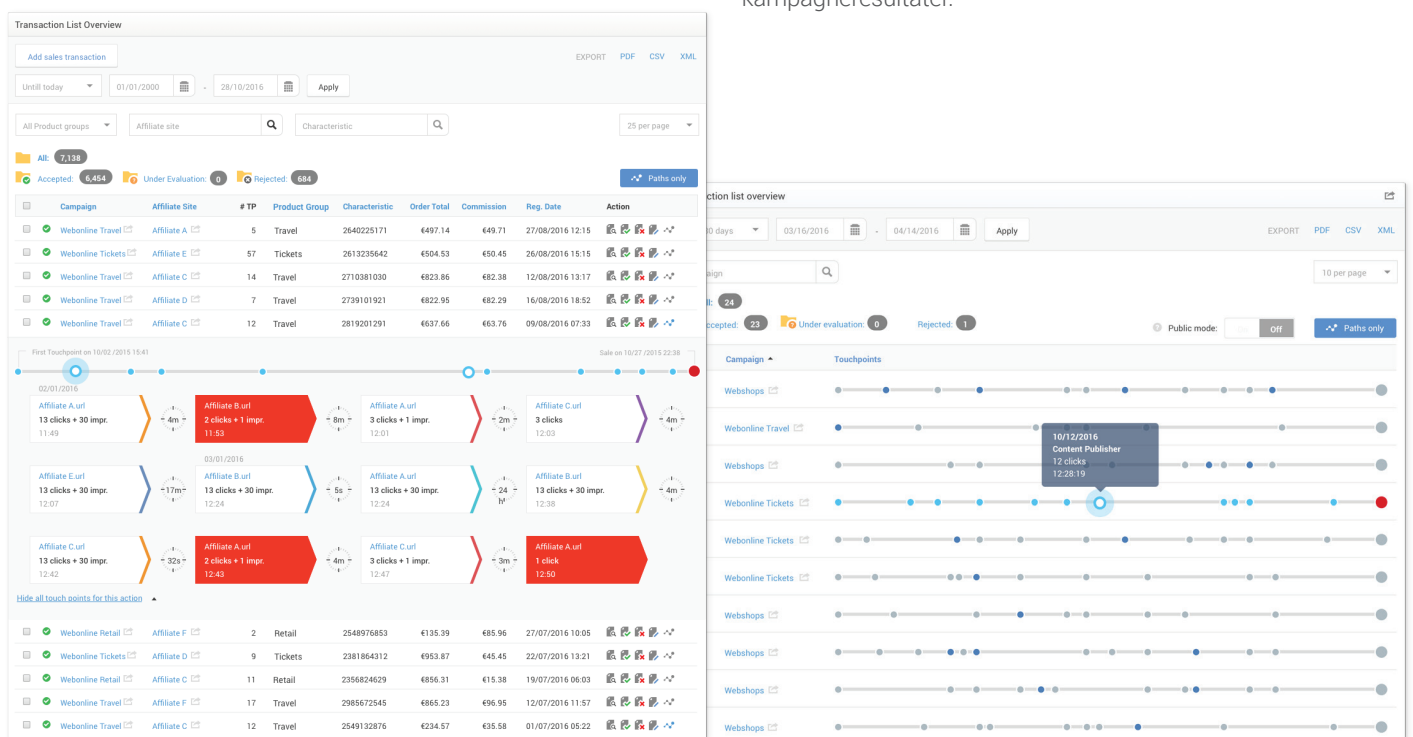 kampagneresultater.
Transaction List Overview
Add sales transaction
EXPORT PDF CSV XML
Untill today 01/01/2000 - 28/10/2016 Apply
All Product groups Affiliate site Characteristic 25 per page
All: 7,138
Accepted: 6,454 Under Evaluation: 0 Rejected: 684 Paths only
Campaign Affiliate Site # TP Product Group Characteristic Order Total Commission Reg. Date Action
Webonline Travel Affiliate A 5 Travel 2640225171 €497.14 €49.71 27/08/2016 12:15
Webonline Tickets Affiliate E 57 Tickets 2613235642 €504.53 €50.45 26/08/2016 15:15
Webonline Travel Affiliate C 14 Travel 2710381030 €823.86 €82.38 12/08/2016 13:17
Webonline Travel Affiliate D 7 Travel 2739101921 €822.95 €82.29 16/08/2016 18:52
Webonline Travel Affiliate C 12 Travel 2819201291 €637.66 €63.76 09/08/2016 07:33
First Touchpoint on 10/02 /2015 15:41 Sale on 10/27 /2015 22:38
02/01/2016
Affiliate A.url Affiliate B.url Affiliate A.url Affiliate C.url
13 clicks + 30 impr. 4m 2 clicks + 1 impr. 8m 3 clicks + 1 impr. 2m 3 clicks 4m
11:49 11:53 12:01 12:03
03/01/2016
Affiliate E.url Affiliate B.url Affiliate A.url Affiliate B.url
13 clicks + 30 impr. 17m 13 clicks + 30 impr. 5s 13 clicks + 30 impr. 24 h 13 clicks + 30 impr. 4m
12:07 12:24 12:24 12:38
Affiliate C.url Affiliate A.url Affiliate C.url Affiliate A.url
13 clicks + 30 impr. 32s 2 clicks + 1 impr. 4m 3 clicks + 1 impr. 3m 1 click
12:42 12:43 12:47 12:50
Hide all touch points for this action
Webonline Retail Affiliate F 2 Retail 2548976853 €135.39 €85.96 27/07/2016 10:05
Webonline Tickets Affiliate D 9 Tickets 2381864312 €953.87 €45.45 22/07/2016 13:21
Webonline Retail Affiliate C 11 Retail 2356824629 €856.31 €15.38 19/07/2016 06:03
Webonline Travel Affiliate F 17 Travel 2985672545 €865.23 €96.95 12/07/2016 11:57
Webonline Travel Affiliate C 12 Travel 2549132876 €234.57 €35.58 01/07/2016 05:22
ction list overview
0 days 03/16/2016 - 04/14/2016 Apply EXPORT PDF CSV XML
aign 10 per page
ll: 24
ccepted: 23 Under evaluation: 0 Rejected: 1 Public mode: Off Paths only
Campaign Touchpoints
Webshops
Webonline Travel
10/12/2016
Content Publisher
12 clicks
12:28:19
Webshops
Webonline Tickets
Webonline Tickets
Webonline Tickets
Webshops
Webshops
Webshops
Webshops